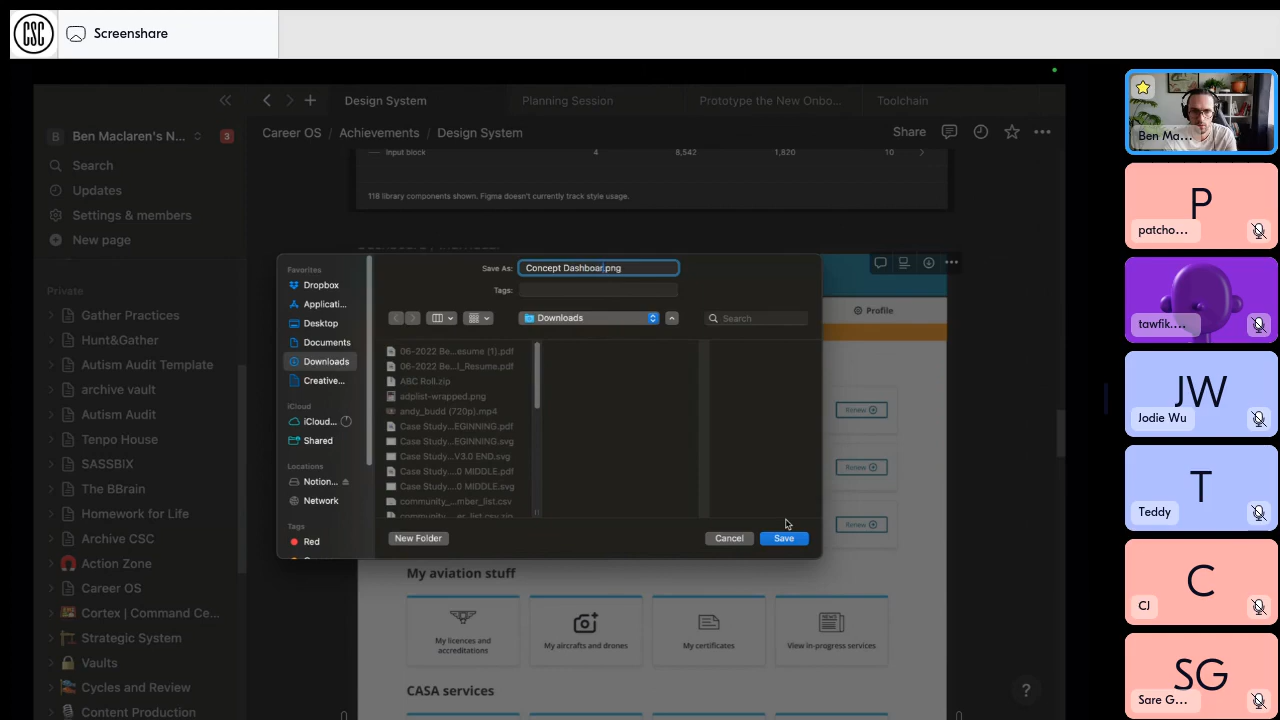 CSC
Screenshare
Design System
Planning Session
Prototype the New Onbo...
Toolchain
B
Ben Maclaren's N...
3
Career OS / Achievements / Design System
Share
Search
Updates
Settings & members
New page
Private
Gather Practices
Hunt&Gather
Autism Audit Template
archive vault
Autism Audit
Tenpo House
SASSBIX
The BBrain
Homework for Life
Archive CSC
Action Zone
Career OS
Cortex | Command Ce...
Strategic System
Vaults
Cycles and Review
Content Production
Input block
4
8,542
1,820
10
118 library components shown. Figma doesn't currently track style usage.
Favorites
Dropbox
Applicati...
Desktop
Documents
Downloads
Creative...
iCloud
iCloud...
Shared
Locations
Notion...
Network
Tags
Red
Save As:
Concept Dashboar.png
Tags:
Downloads
Search
06-2022 Be...esume (1).pdf
06-2022 Be...l_Resume.pdf
ABC Roll.zip
adplist-wrapped.png
andy_budd (720p).mp4
Case Study...EGINNING.pdf
Case Study...EGINNING.svg
Case Study...V3.0 END.svg
Case Study....0 MIDDLE.pdf
Case Study....0 MIDDLE.svg
community_...mber_list.csv
New Folder
Cancel
Save
Profile
Renew
Renew
Renew
My aviation stuff
My licences and
accreditations
My aircrafts and drones
My certificates
View in-progress services
CASA services
?
Ben Ma...
P
patcho...
tawfik....
JW
Jodie Wu
T
Teddy
C
CJ
SG
Sare G...